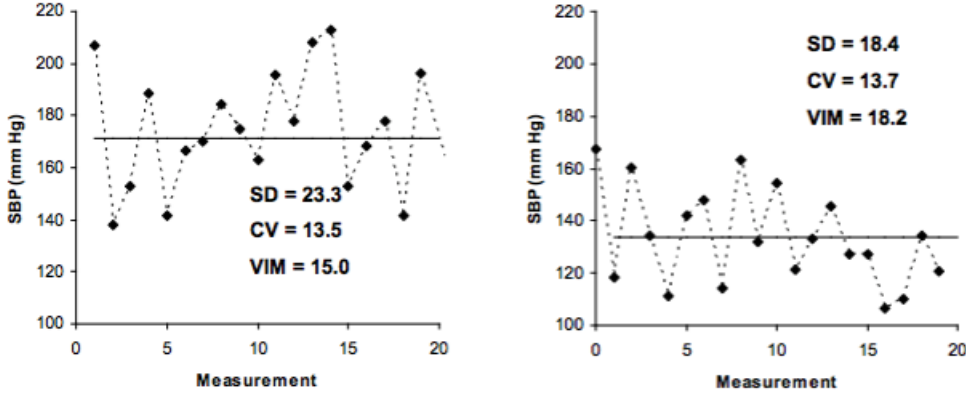 220
200
180
160
140
120
100
SBP (mm Hg)
SD = 23.3
CV = 13.5
VIM = 15.0
0
5
10
15
20
Measurement
220
200
180
160
140
120
100
SBP (mm Hg)
SD = 18.4
CV = 13.7
VIM = 18.2
0
5
10
15
20
Measurement